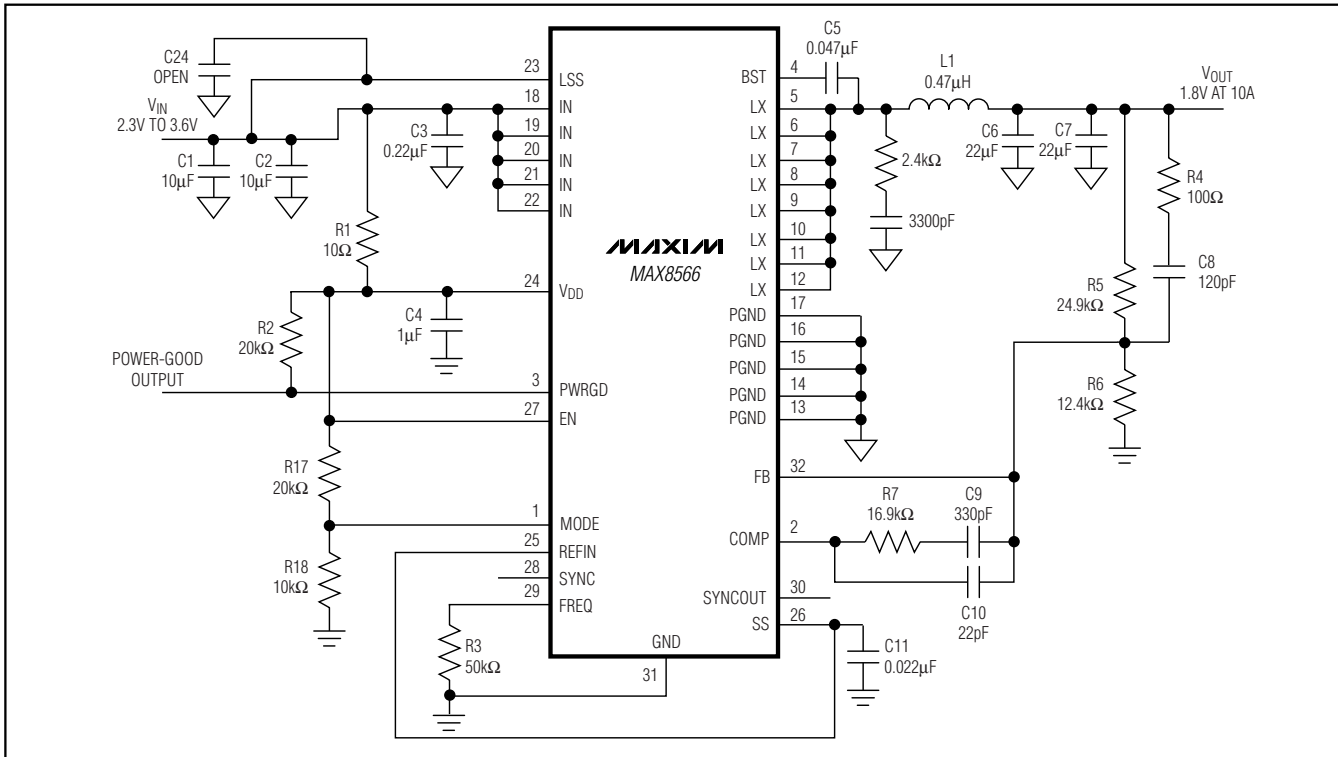 C24
OPEN
VIN
2.3V TO 3.6V
C1
10µF
C2
10µF
C3
0.22µF
R1
10Ω
R2
20kΩ
C4
1µF
POWER-GOOD
OUTPUT
R17
20kΩ
R18
10kΩ
R3
50kΩ
23
LSS
18
IN
19
IN
20
IN
21
IN
22
IN
24
VDD
3
PWRGD
27
EN
1
MODE
25
REFIN
28
SYNC
29
FREQ
GND
31
MAXIM
MAX8566
BST
4
LX
5
LX
6
LX
7
LX
8
LX
9
LX
10
LX
11
LX
12
PGND
17
PGND
16
PGND
15
PGND
14
PGND
13
FB
32
COMP
2
SYNCOUT
30
SS
26
C5
0.047µF
L1
0.47µH
VOUT
1.8V AT 10A
2.4kΩ
3300pF
C6
22µF
C7
22µF
R4
100Ω
C8
120pF
R5
24.9kΩ
R6
12.4kΩ
R7
16.9kΩ
C9
330pF
C10
22pF
C11
0.022µF